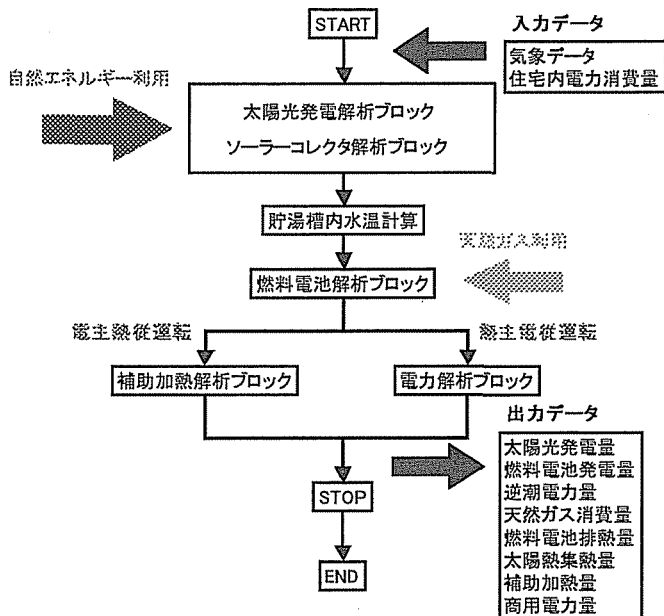 START
入力データ
気象データ
住宅内電力消費量
自然エネルギー利用
太陽光発電解析ブロック
ソーラーコレクタ解析ブロック
貯湯槽内水温計算
天然ガス利用
燃料電池解析ブロック
電主熱従運転
熱主電従運転
補助加熱解析ブロック
電力解析ブロック
出力データ
太陽光発電量
燃料電池発電量
逆潮電力量
天然ガス消費量
燃料電池排熱量
太陽熱集熱量
補助加熱量
商用電力量
STOP
END